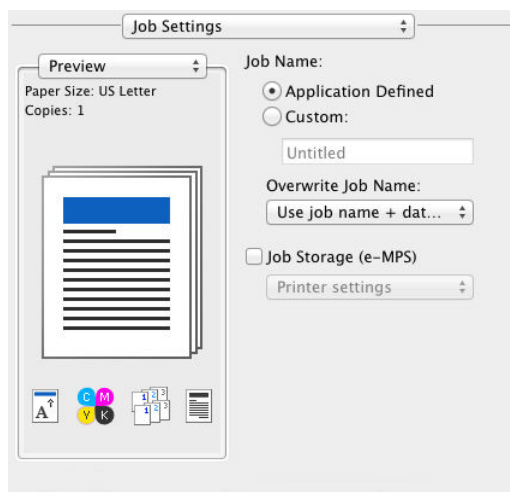 Job Settings
Preview
Paper Size: US Letter
Copies: 1
A
C M
Y K
1 2 3
1 2 3
Job Name:
Application Defined
Custom:
Untitled
Overwrite Job Name:
Use job name + dat...
Job Storage (e-MPS)
Printer settings